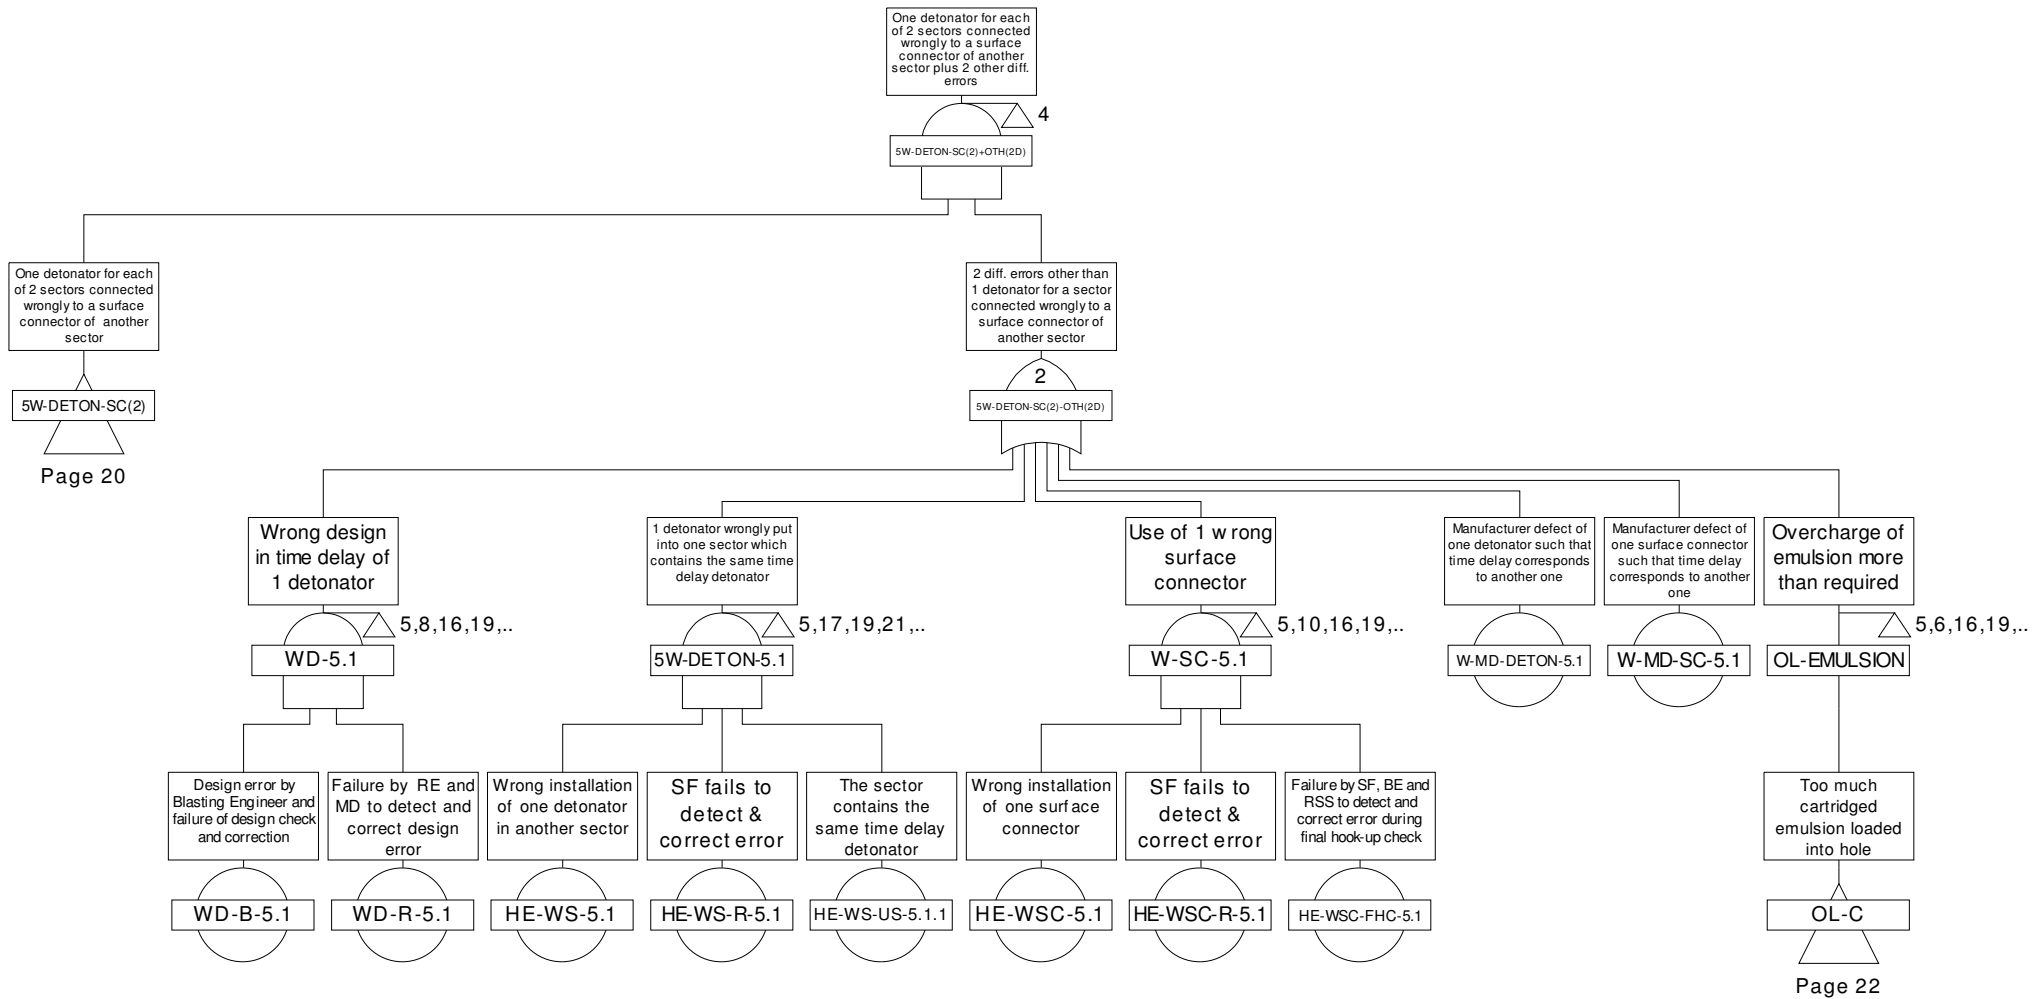 One detonator for each
of 2 sectors connected
wrongly to a surface
connector of another
sector plus 2 other diff.
errors
4
5W-DETON-SC(2)+OTH(2D)
One detonator for each
of 2 sectors connected
wrongly to a surface
connector of another
sector
5W-DETON-SC(2)
Page 20
2 diff. errors other than
1 detonator for a sector
connected wrongly to a
surface connector of
another sector
2
5W-DETON-SC(2)-OTH(2D)
Wrong design
in time delay of
1 detonator
5,8,16,19,..
WD-5.1
1 detonator wrongly put
into one sector which
contains the same time
delay detonator
5,17,19,21,..
5W-DETON-5.1
Use of 1 wrong
surface
connector
5,10,16,19,..
W-SC-5.1
Manufacturer defect of
one detonator such that
time delay corresponds
to another one
W-MD-DETON-5.1
Manufacturer defect of
one surface connector
such that time delay
corresponds to another
one
W-MD-SC-5.1
Overcharge of
emulsion more
than required
5,6,16,19,..
OL-EMULSION
Design error by
Blasting Engineer and
failure of design check
and correction
WD-B-5.1
Failure by RE and
MD to detect and
correct design
error
WD-R-5.1
Wrong installation
of one detonator
in another sector
HE-WS-5.1
SF fails to
detect &
correct error
HE-WS-R-5.1
The sector
contains the
same time delay
detonator
HE-WS-US-5.1.1
Wrong installation
of one surface
connector
HE-WSC-5.1
SF fails to
detect &
correct error
HE-WSC-R-5.1
Failure by SF, BE and
RSS to detect and
correct error during
final hook-up check
HE-WSC-FHC-5.1
Too much
cartridged
emulsion loaded
into hole
OL-C
Page 22